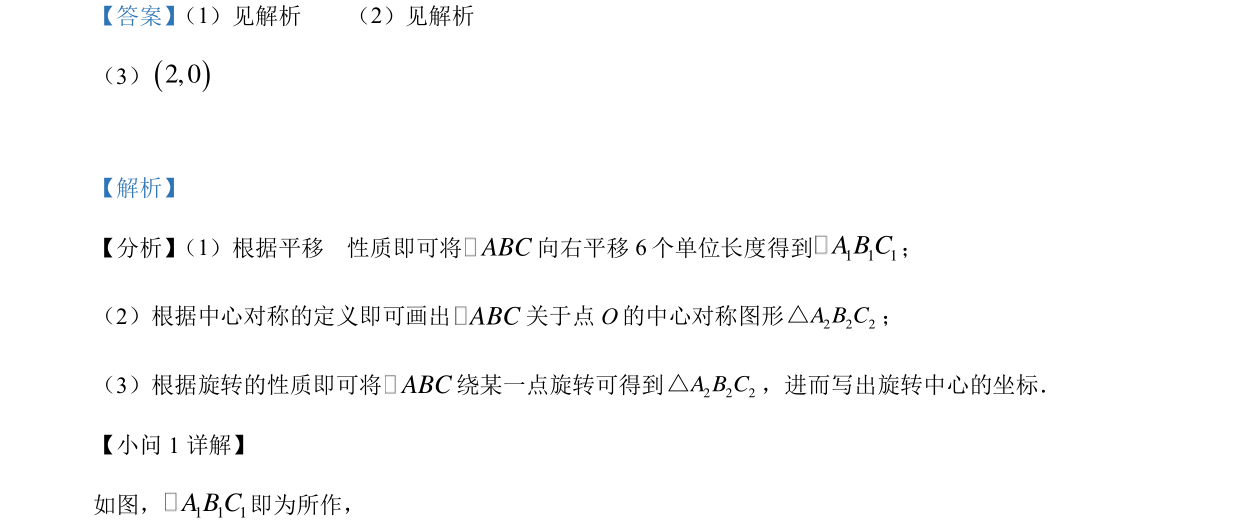 【答案】（1）见解析 （2）见解析
（3）(2,0)
【解析】
【分析】（1）根据平移 性质即可将□ABC向右平移 6 个单位长度得到□A₁B₁C₁；
（2）根据中心对称的定义即可画出□ABC关于点 O 的中心对称图形△A₂B₂C₂；
（3）根据旋转的性质即可将□ABC绕某一点旋转可得到△A₂B₂C₂，进而写出旋转中心的坐标．
【小问 1 详解】
如图，□A₁B₁C₁即为所作，